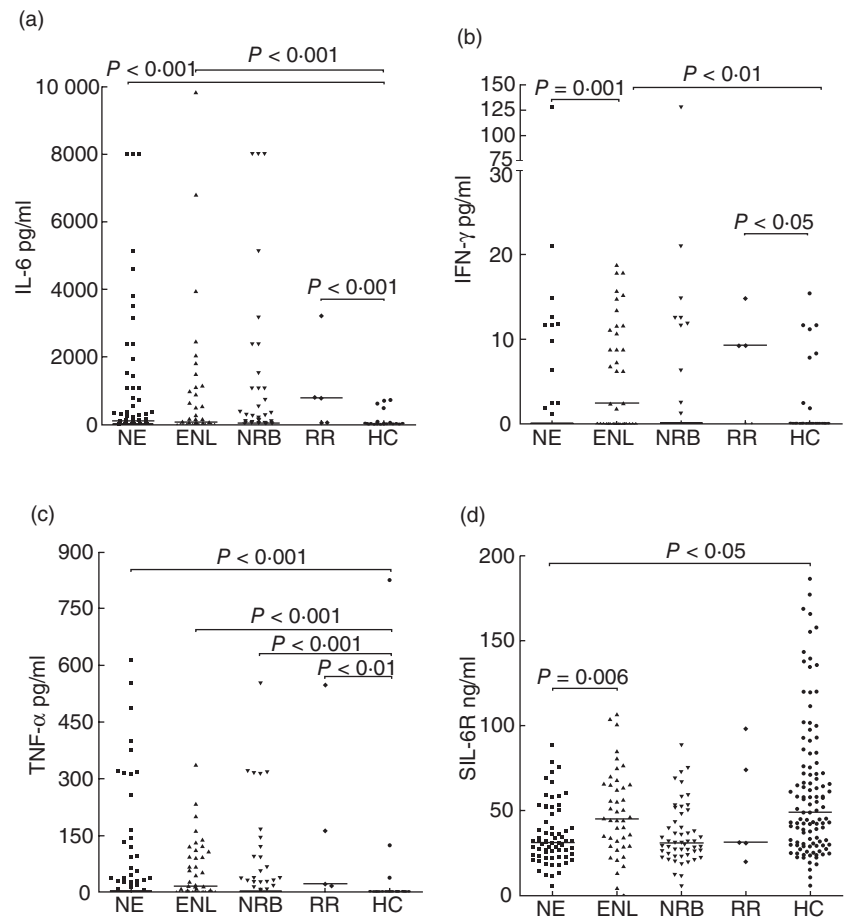 (a)
P < 0·001
P < 0·001
10 000
8000
6000
4000
2000
0
IL-6 pg/ml
P < 0·001
NE ENL NRB RR HC
(b)
P < 0·01
P = 0·001
150
125
100
75
30
20
10
0
IFN-γ pg/ml
P < 0·05
NE ENL NRB RR HC
(c)
900
750
600
450
300
150
0
TNF-α pg/ml
P < 0·001
P < 0·001
P < 0·001
P < 0·01
NE ENL NRB RR HC
(d)
200
150
100
50
0
SIL-6R ng/ml
P < 0·05
P = 0·006
NE ENL NRB RR HC